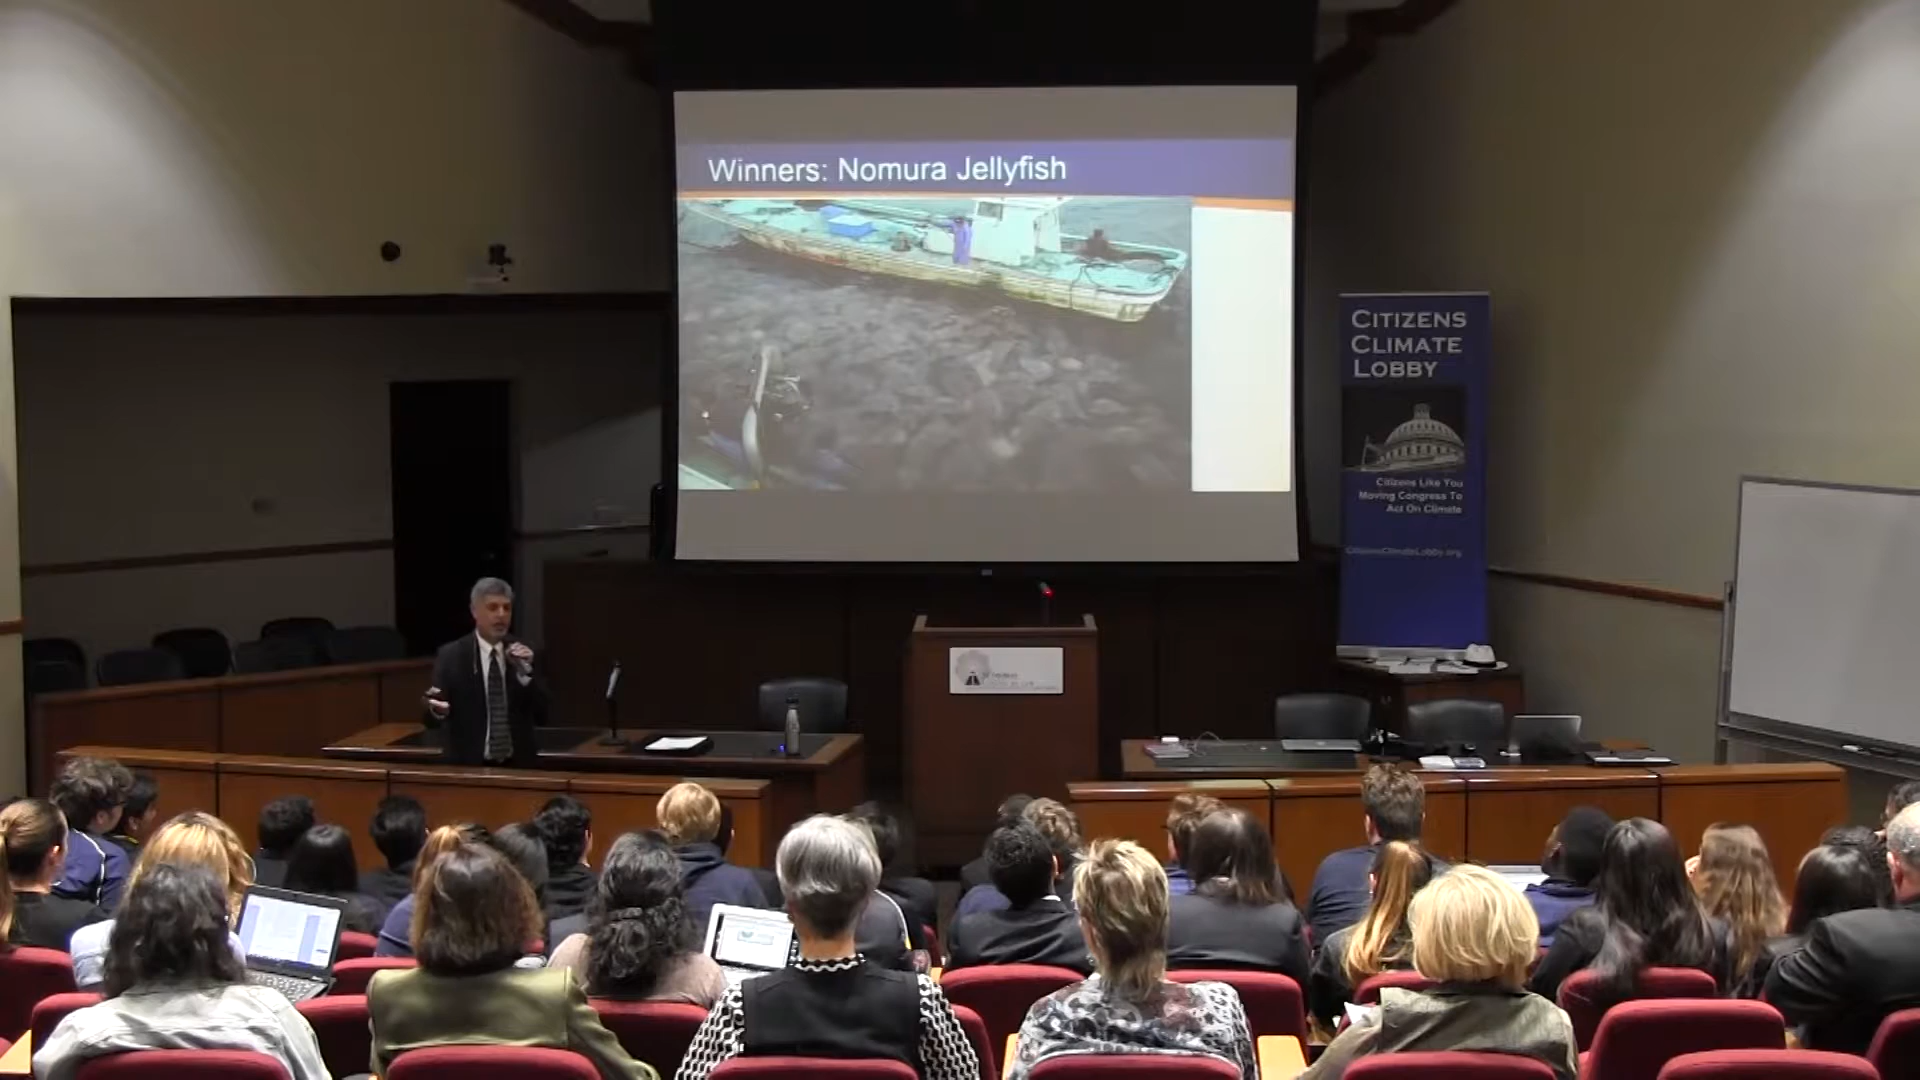 Winners: Nomura Jellyfish
CITIZENS
CLIMATE
LOBBY
Citizens Like You
Moving Congress To
Act On Climate
CitizensClimateLobby.org